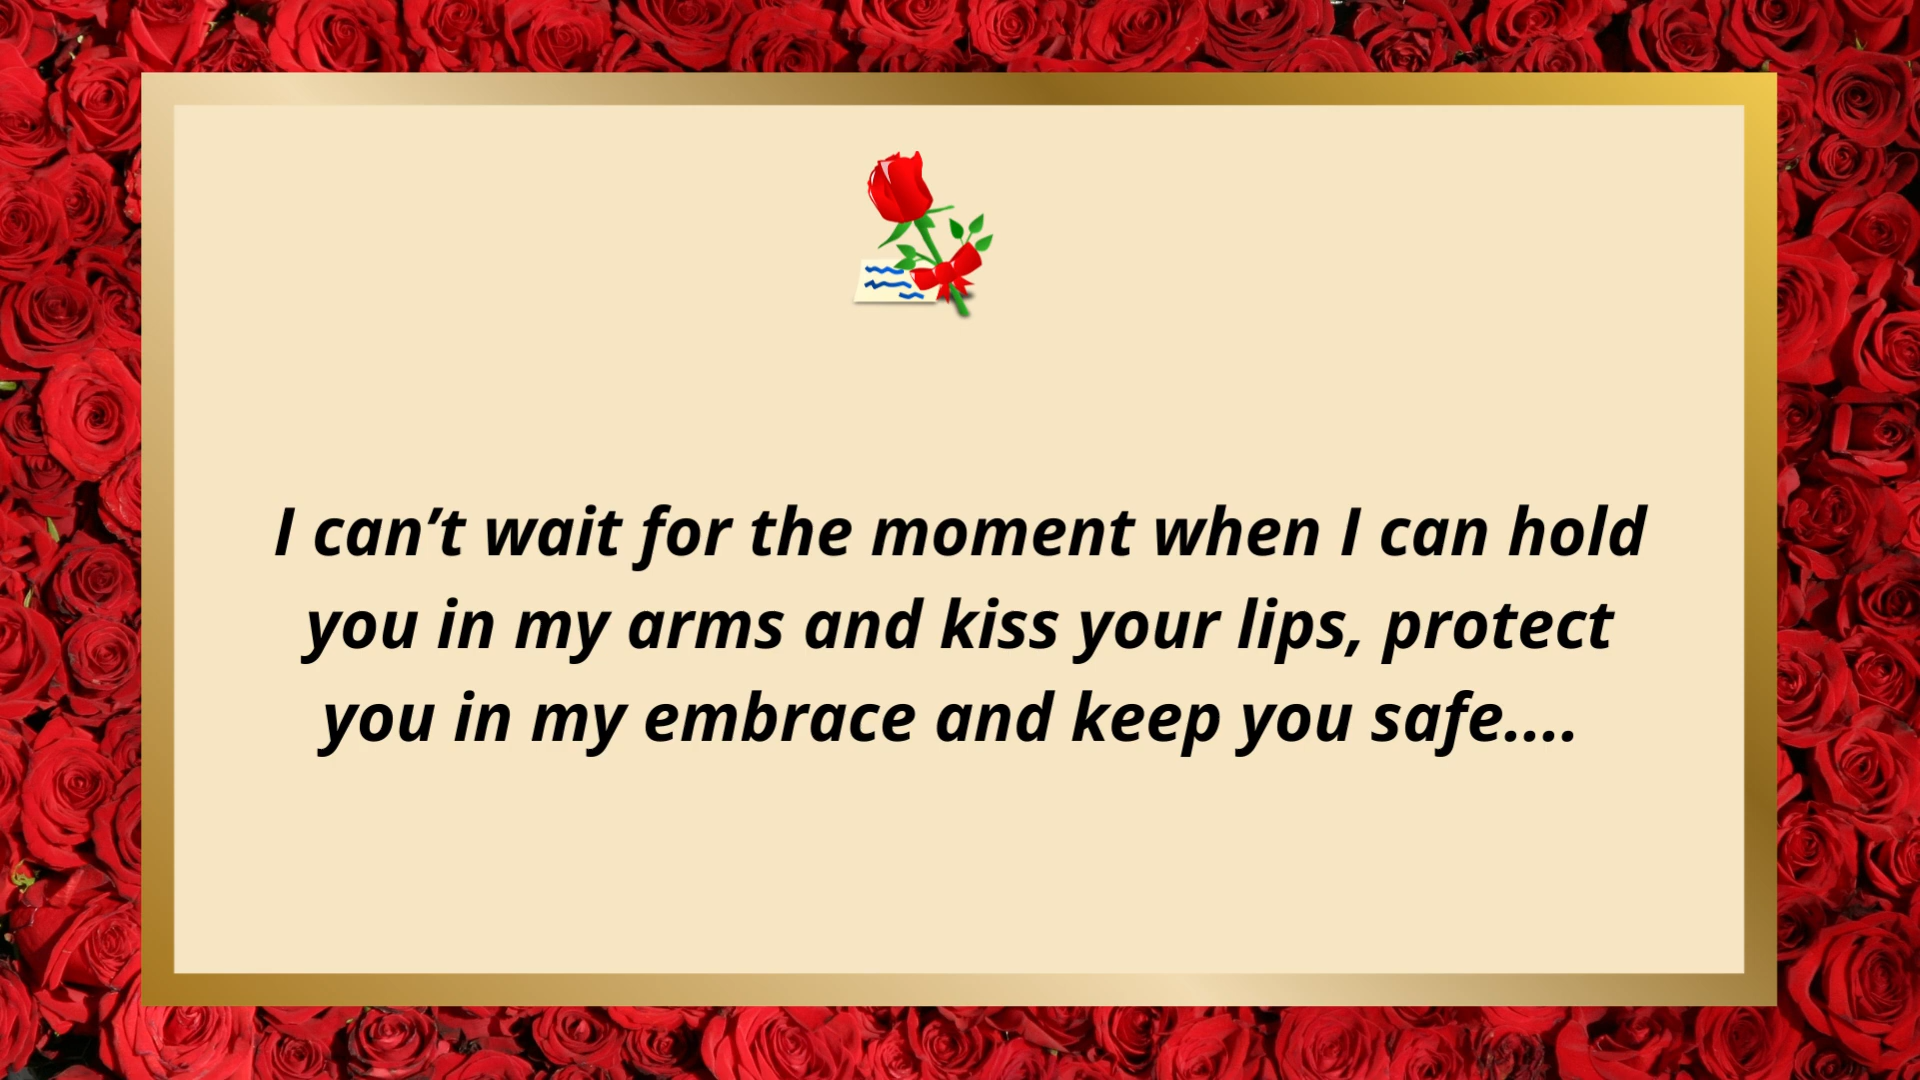 I can’t wait for the moment when I can hold
you in my arms and kiss your lips, protect
you in my embrace and keep you safe....